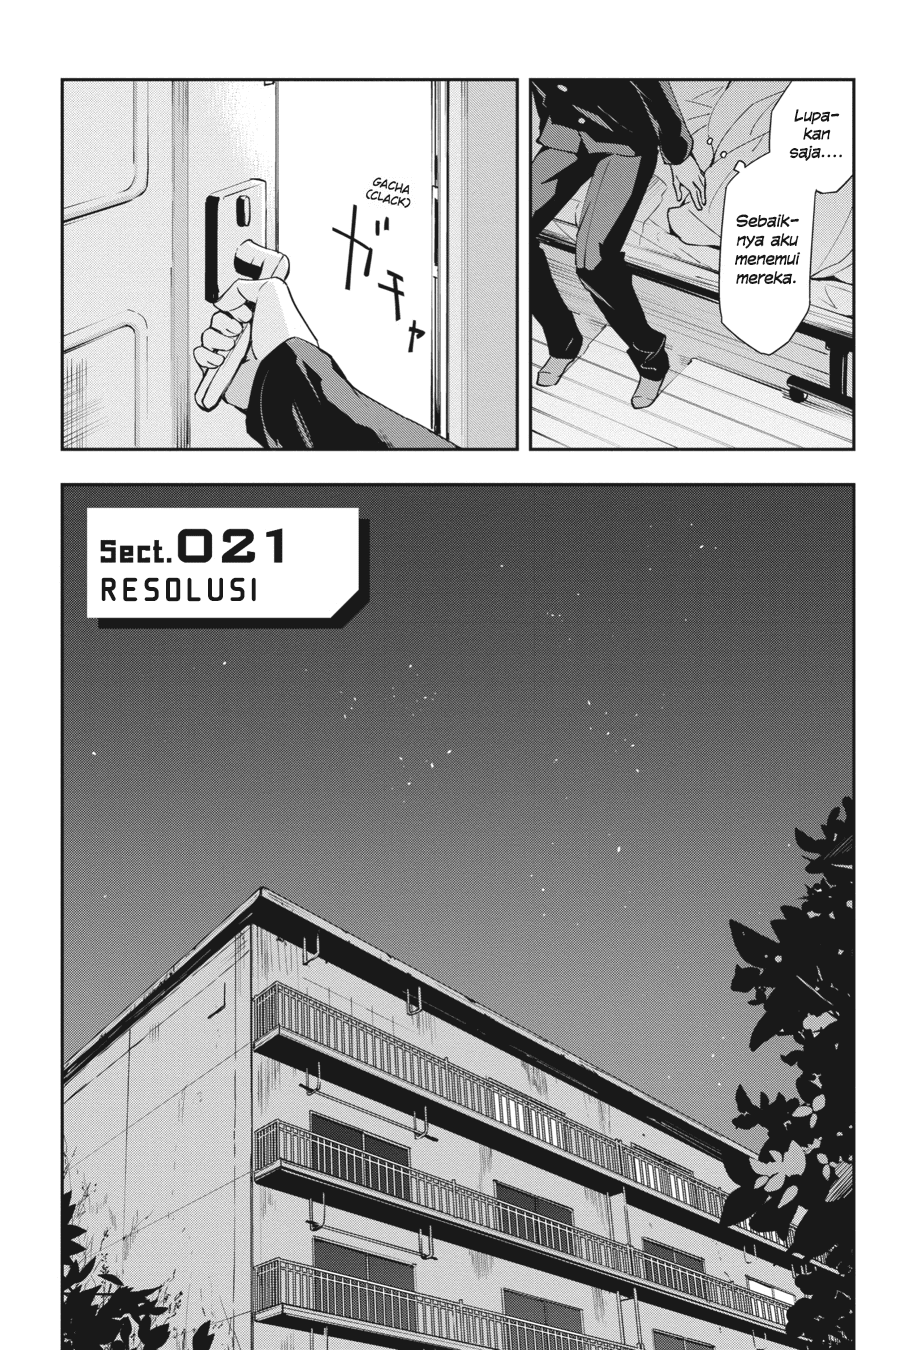 Lupa-
kan
saja....
Sebaik-
nya aku
menemui
mereka.
GACHA
(CLACK)
ガチャ
Sect.021
RESOLUSI